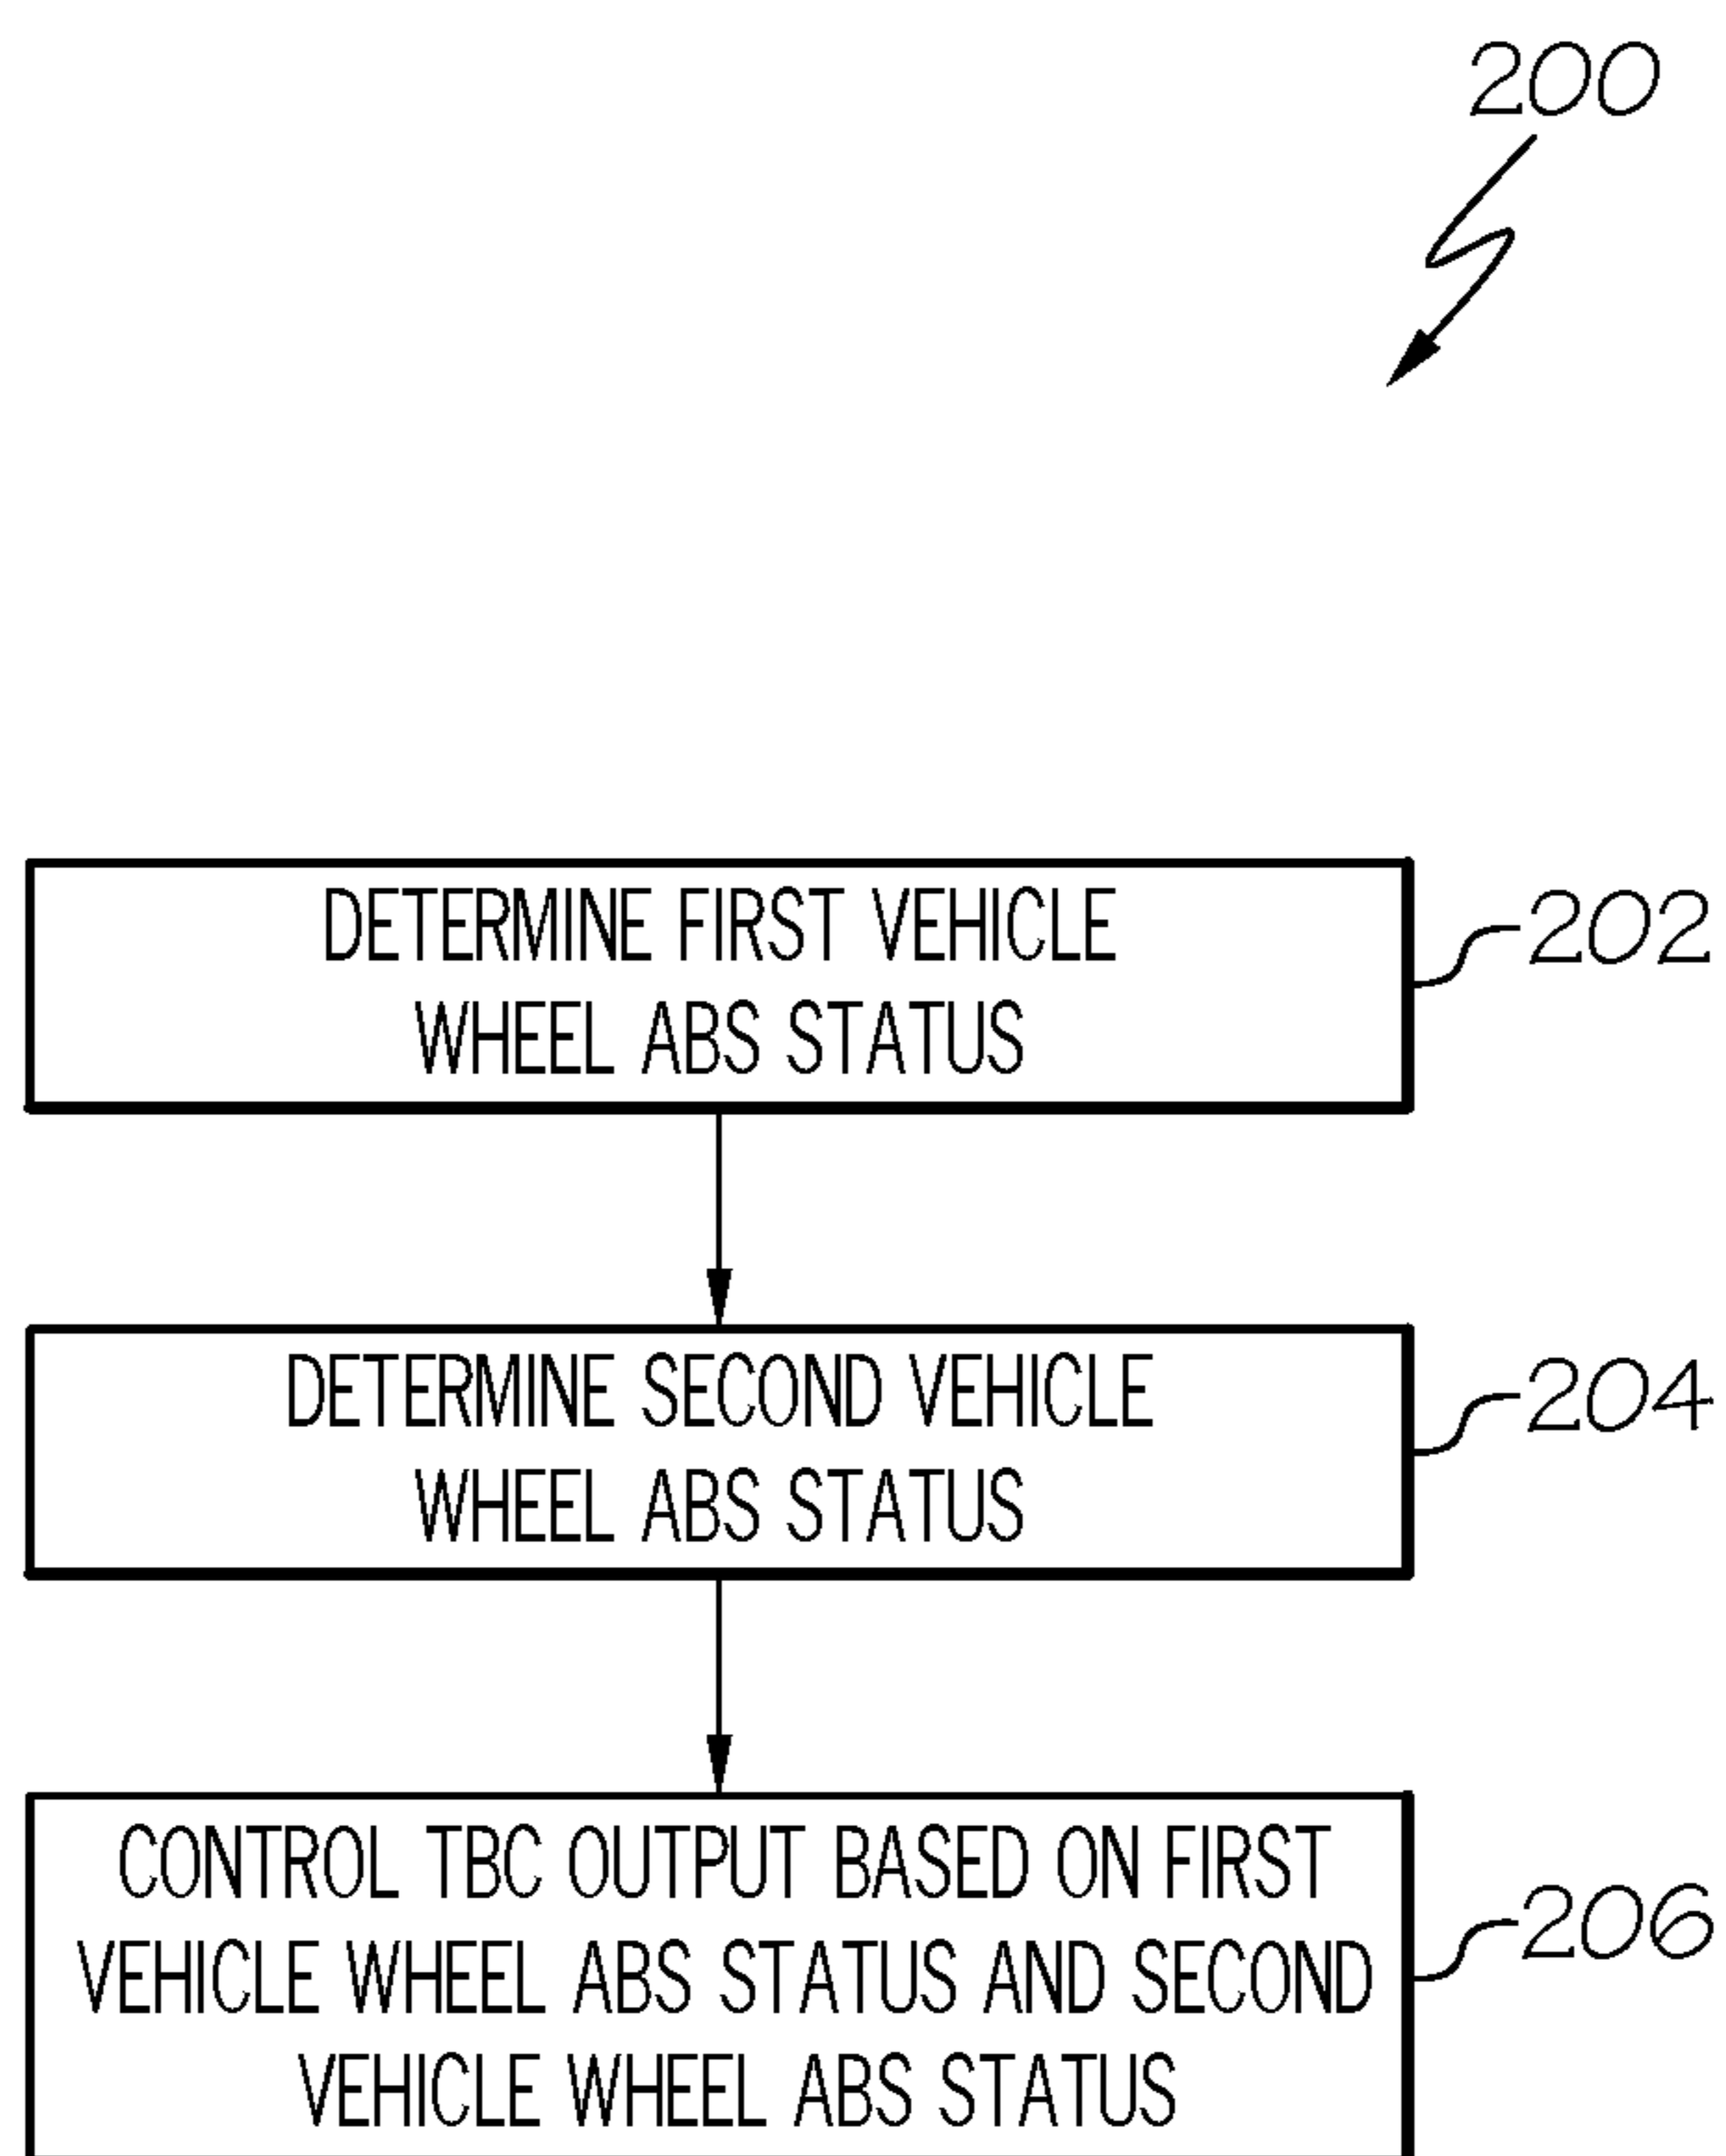 200
DETERMINE FIRST VEHICLE
WHEEL ABS STATUS
202
DETERMINE SECOND VEHICLE
WHEEL ABS STATUS
204
CONTROL TBC OUTPUT BASED ON FIRST
VEHICLE WHEEL ABS STATUS AND SECOND
VEHICLE WHEEL ABS STATUS
206